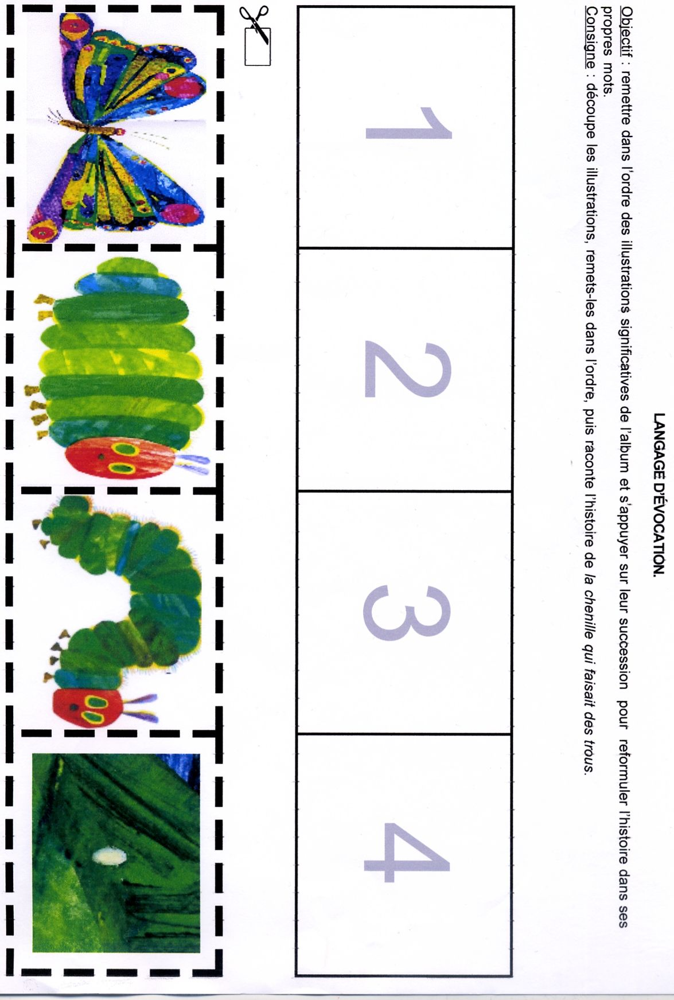 LANGAGE D'ÉVOCATION.
Objectif : remettre dans l'ordre des illustrations significatives de l'album et s'appuyer sur leur succession pour reformuler l'histoire dans ses
propres mots.
Consigne : découpe les illustrations, remets-les dans l'ordre, puis raconte l'histoire de la chenille qui faisait des trous.
1
2
3
4